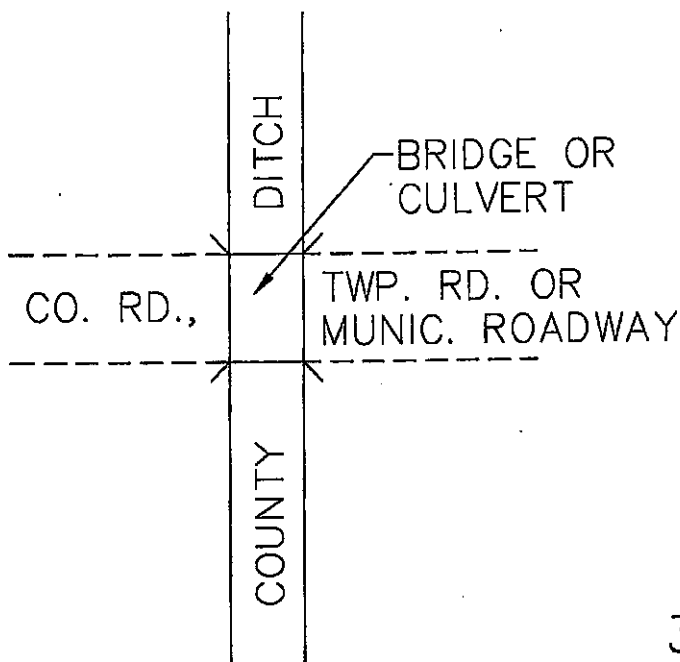 DITCH
BRIDGE OR
CULVERT
CO. RD.,
TWP. RD. OR
MUNIC. ROADWAY
COUNTY